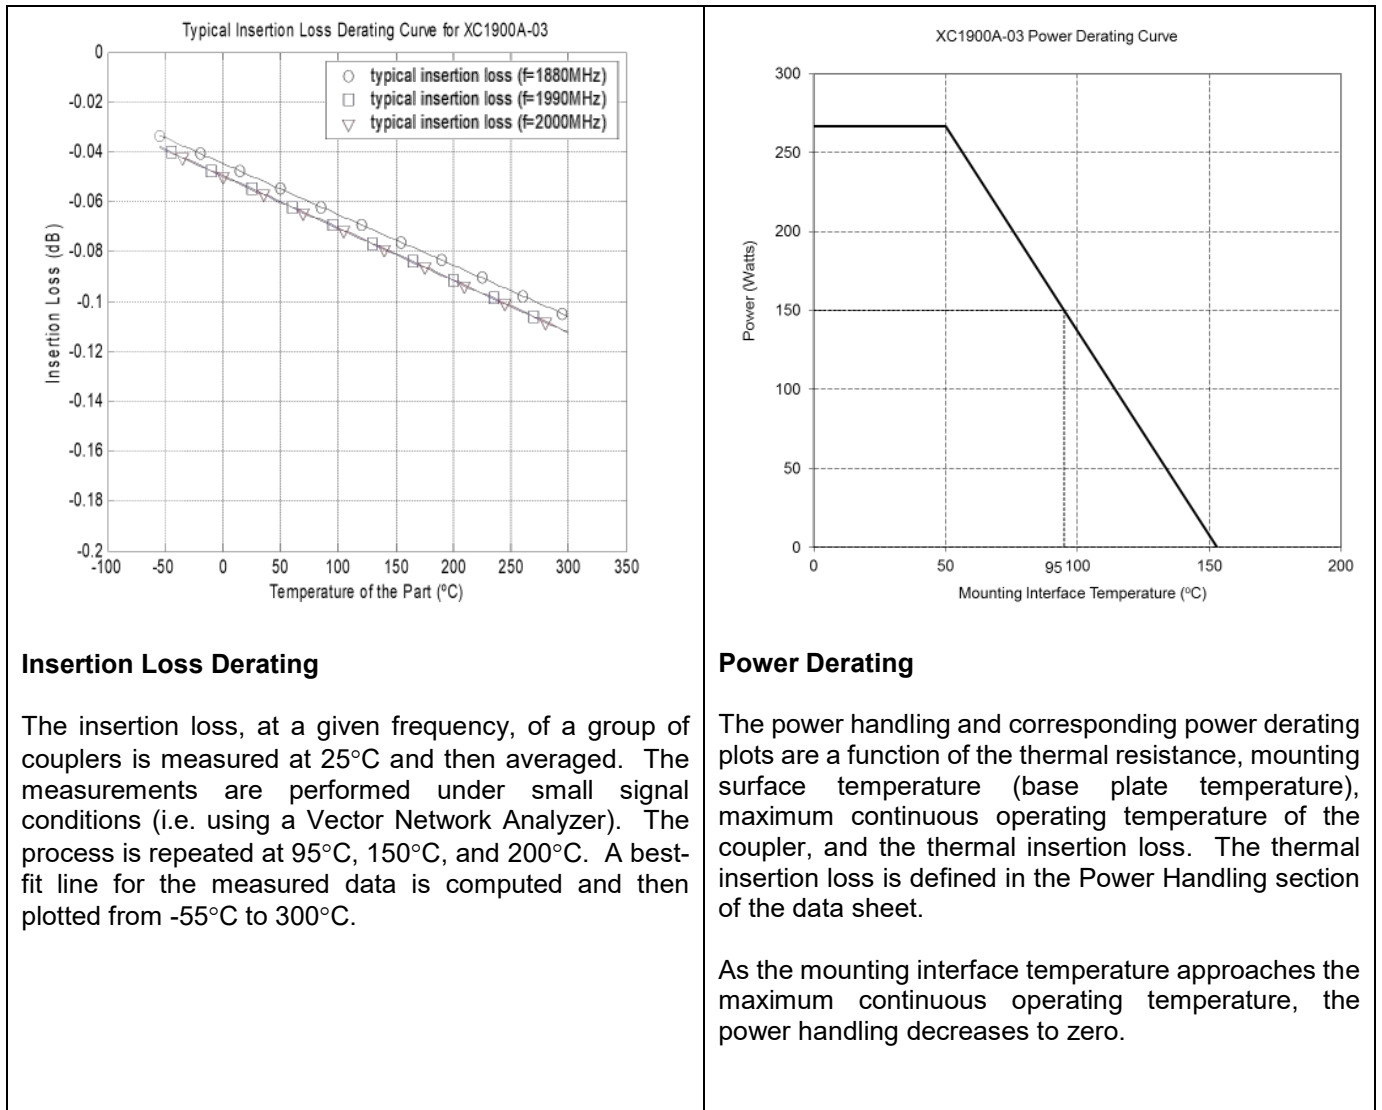 Typical Insertion Loss Derating Curve for XC1900A-03
typical insertion loss (f=1880MHz)
typical insertion loss (f=1990MHz)
typical insertion loss (f=2000MHz)
0
-0.02
-0.04
-0.06
-0.08
-0.1
-0.12
-0.14
-0.16
-0.18
-0.2
Insertion Loss (dB)
-100 -50 0 50 100 150 200 250 300 350
Temperature of the Part (ºC)
Insertion Loss Derating
The insertion loss, at a given frequency, of a group of
couplers is measured at 25°C and then averaged. The
measurements are performed under small signal
conditions (i.e. using a Vector Network Analyzer). The
process is repeated at 95°C, 150°C, and 200°C. A best-
fit line for the measured data is computed and then
plotted from -55°C to 300°C.
XC1900A-03 Power Derating Curve
300
250
200
150
100
50
0
Power (Watts)
0 50 95 100 150 200
Mounting Interface Temperature (ºC)
Power Derating
The power handling and corresponding power derating
plots are a function of the thermal resistance, mounting
surface temperature (base plate temperature),
maximum continuous operating temperature of the
coupler, and the thermal insertion loss. The thermal
insertion loss is defined in the Power Handling section
of the data sheet.
As the mounting interface temperature approaches the
maximum continuous operating temperature, the
power handling decreases to zero.